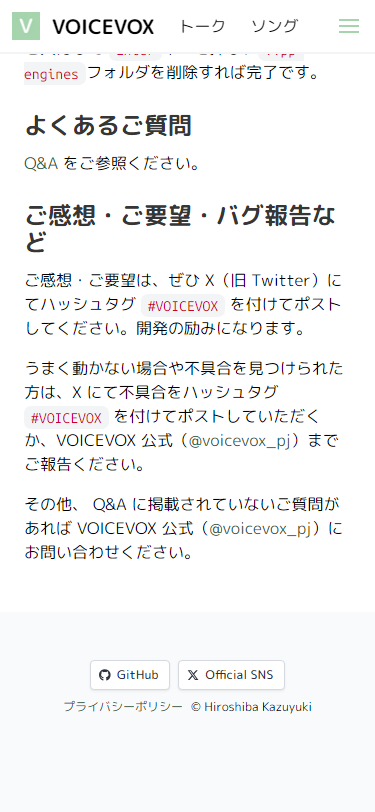 V VOICEVOX トーク ソング
engines フォルダを削除すれば完了です。
よくあるご質問
Q&A をご参照ください。
ご感想・ご要望・バグ報告な
ど
ご感想・ご要望は、ぜひ X（旧 Twitter）に
てハッシュタグ #VOICEVOX を付けてポスト
してください。開発の励みになります。
うまく動かない場合や不具合を見つけられた
方は、X にて不具合をハッシュタグ
#VOICEVOX を付けてポストしていただく
か、VOICEVOX 公式（@voicevox_pj）まで
ご報告ください。
その他、 Q&A に掲載されていないご質問が
あれば VOICEVOX 公式（@voicevox_pj）に
お問い合わせください。
GitHub Official SNS
プライバシーポリシー © Hiroshiba Kazuyuki